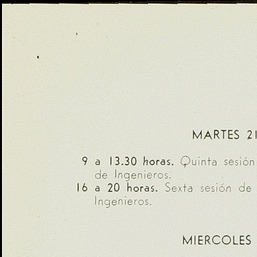 MARTES 21
9 a 13.30 horas. Quinta sesión
de Ingenieros.
16 a 20 horas. Sexta sesión de
Ingenieros.
MIERCOLES